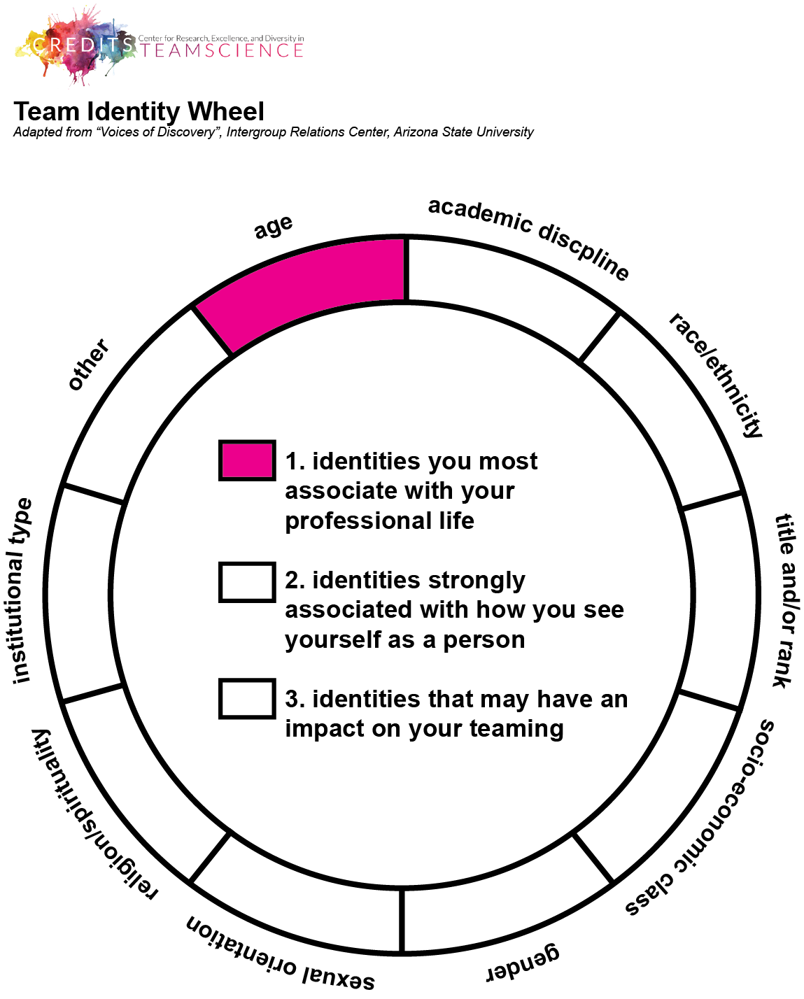 CREDITS
Center for Research, Excellence, and Diversity in
TEAMSCIENCE
Team Identity Wheel
Adapted from “Voices of Discovery”, Intergroup Relations Center, Arizona State University
age
academic discpline
race/ethnicity
title and/or rank
socio-economic class
gender
sexual orientation
religion/spirituality
institutional type
other
1. identities you most
associate with your
professional life
2. identities strongly
associated with how you see
yourself as a person
3. identities that may have an
impact on your teaming